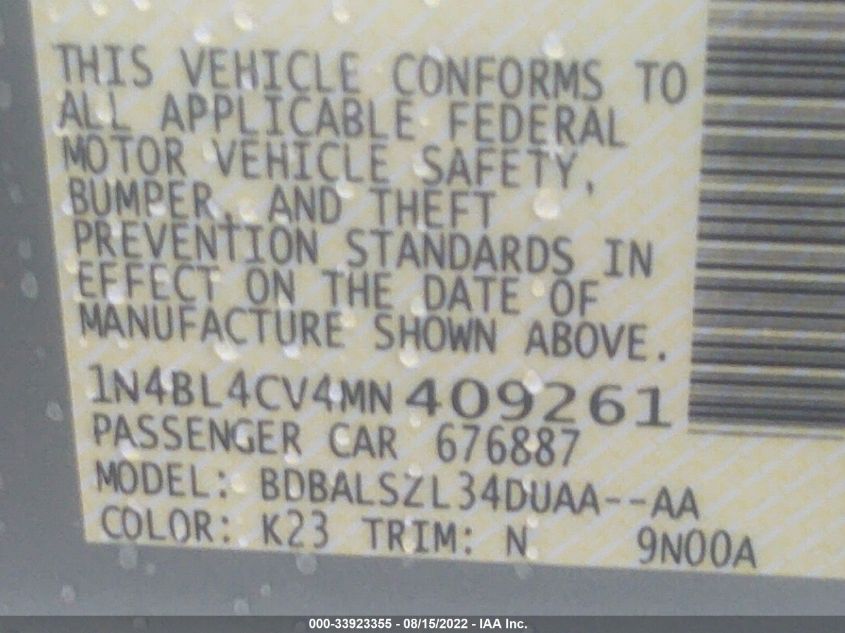 THIS VEHICLE CONFORMS TO
ALL APPLICABLE FEDERAL
MOTOR VEHICLE SAFETY,
BUMPER, AND THEFT
PREVENTION STANDARDS IN
EFFECT ON THE DATE OF
MANUFACTURE SHOWN ABOVE.
1N4BL4CV4MN409261
PASSENGER CAR 676887
MODEL: BDBALSZL34DUAA--AA
COLOR: K23 TRIM: N 9N00A
000-33923355 - 08/15/2022 - IAA Inc.